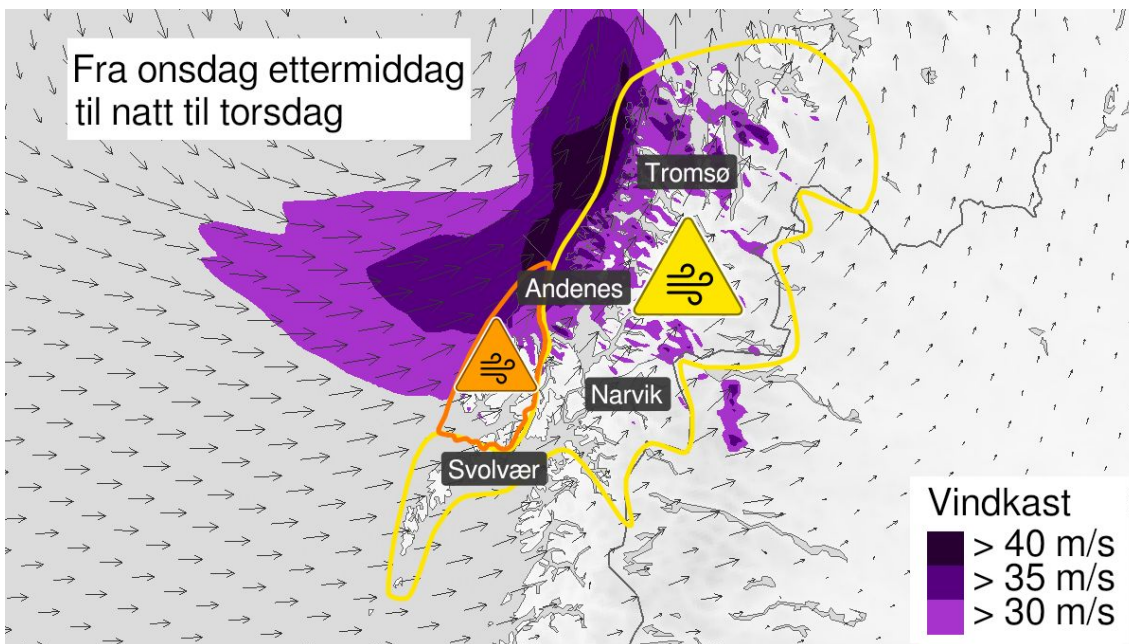 Fra onsdag ettermiddag
til natt til torsdag
Tromsø
Andenes
Narvik
Svolvær
Vindkast
> 40 m/s
> 35 m/s
> 30 m/s